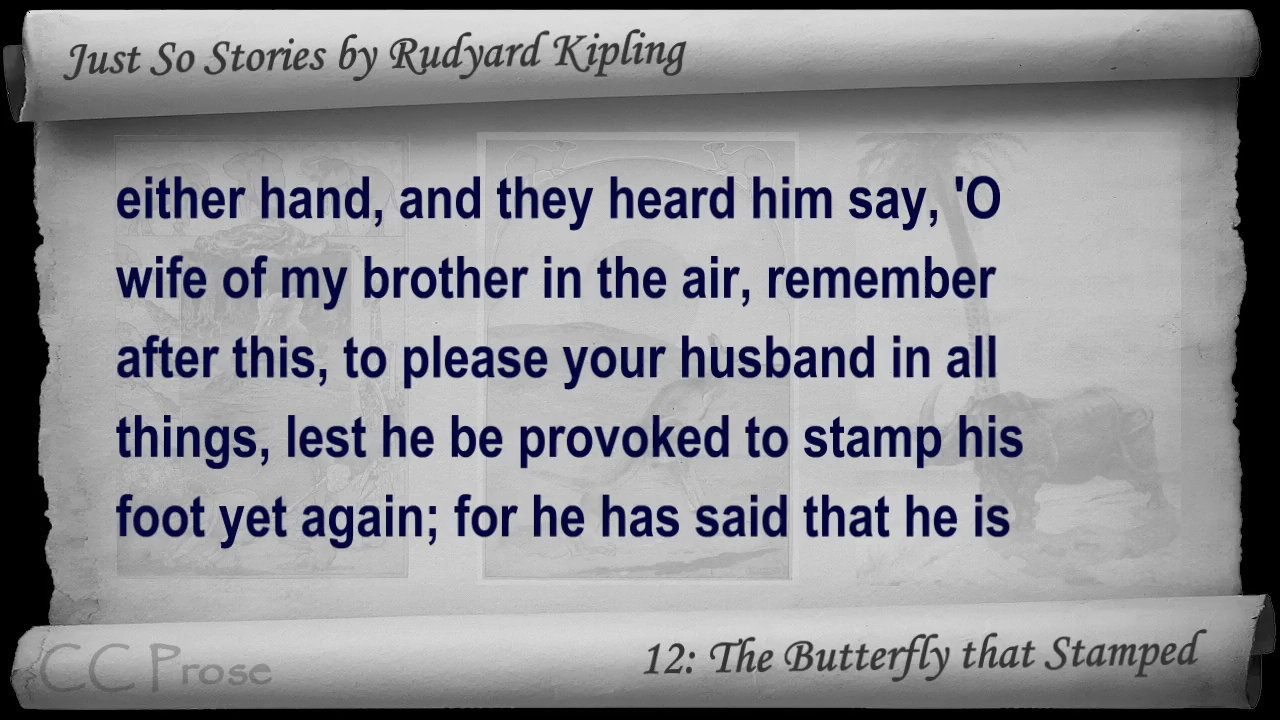 Just So Stories by Rudyard Kipling
either hand, and they heard him say, 'O
wife of my brother in the air, remember
after this, to please your husband in all
things, lest he be provoked to stamp his
foot yet again; for he has said that he is
CC Prose
12: The Butterfly that Stamped